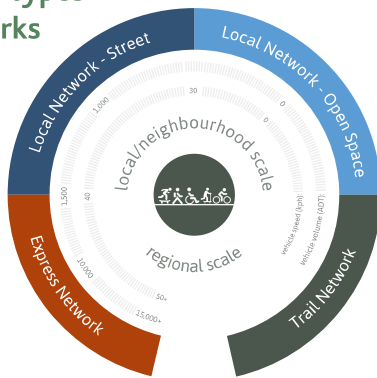 types
rks
Local Network - Street
Local Network - Open Space
Express Network
Trail Network
local/neighbourhood scale
regional scale
1,000
30
0
0
1,500
40
10,000
50+
15,000+
vehicle speed (kph):
vehicle volume (ADT):